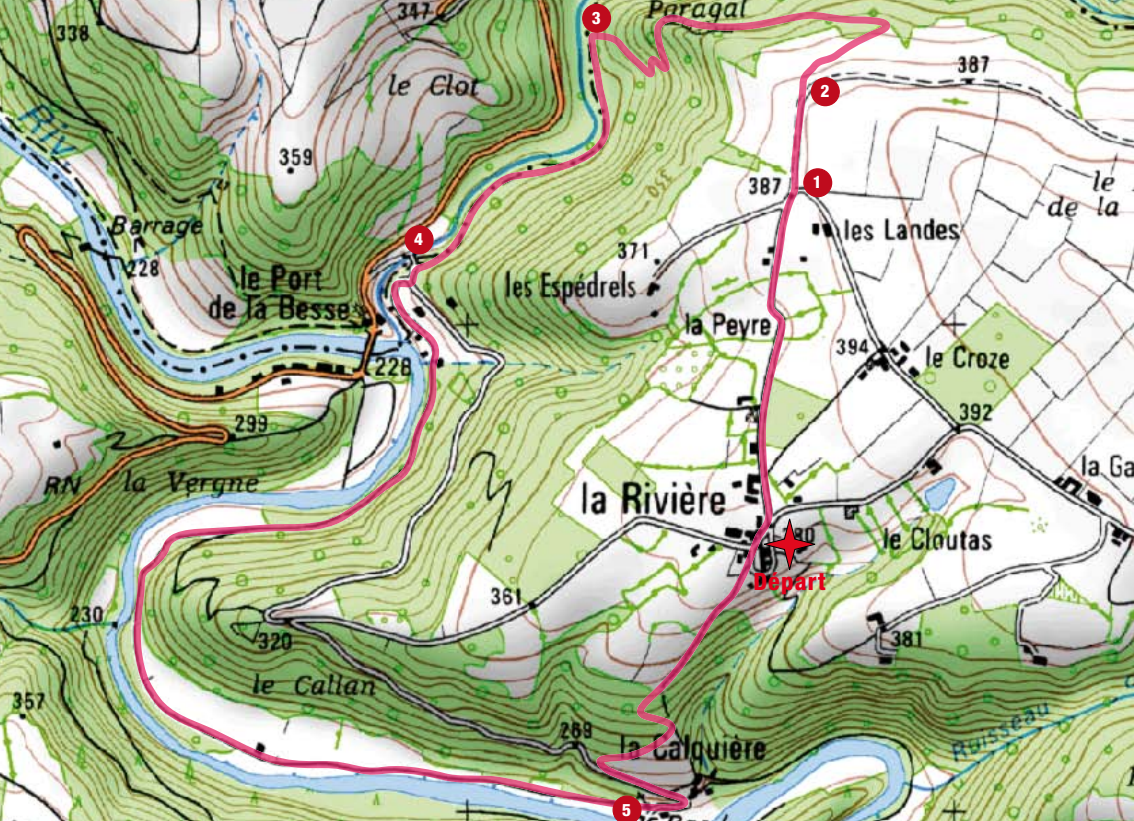 347
Paragal
338
3
le Clot
387
2
Riv
359
350
1
387
le
de la
Barrage
4
les Landes
228
371
le Port
de la Besse
les Espédrels
la Peyre
394
le Croze
228
392
299
la Ga
RN
la Vergne
la Rivière
le Cloutas
Départ
361
230
320
381
le Callan
357
269
la Calquière
Ruisseau
5